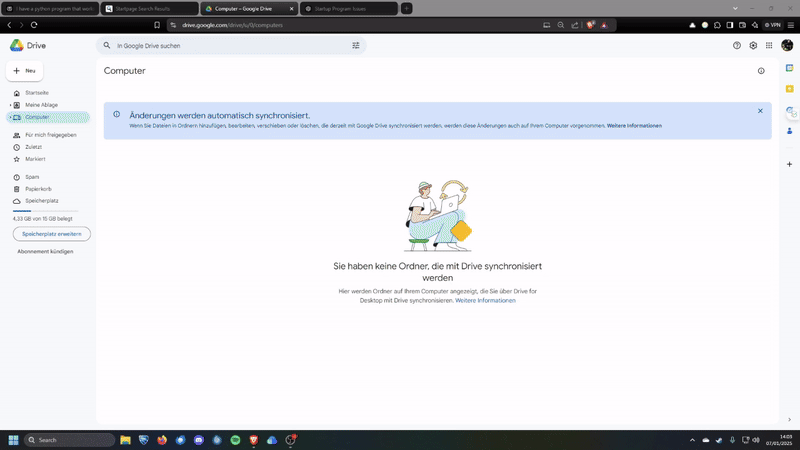 I have a python program that work
Startpage Search Results
Computer – Google Drive
Startup Program Issues
drive.google.com/drive/u/0/computers
VPN
Drive
In Google Drive suchen
Neu
Startseite
Meine Ablage
Computer
Für mich freigegeben
Zuletzt
Markiert
Spam
Papierkorb
Speicherplatz
4,33 GB von 15 GB belegt
Speicherplatz erweitern
Abonnement kündigen
Computer
Änderungen werden automatisch synchronisiert.
Wenn Sie Dateien in Ordnern hinzufügen, bearbeiten, verschieben oder löschen, die derzeit mit Google Drive synchronisiert werden, werden diese Änderungen auch auf Ihrem Computer vorgenommen. Weitere Informationen
Sie haben keine Ordner, die mit Drive synchronisiert
werden
Hier werden Ordner auf Ihrem Computer angezeigt, die Sie über Drive for
Desktop mit Drive synchronisieren. Weitere Informationen
Search
14:03
07/01/2025